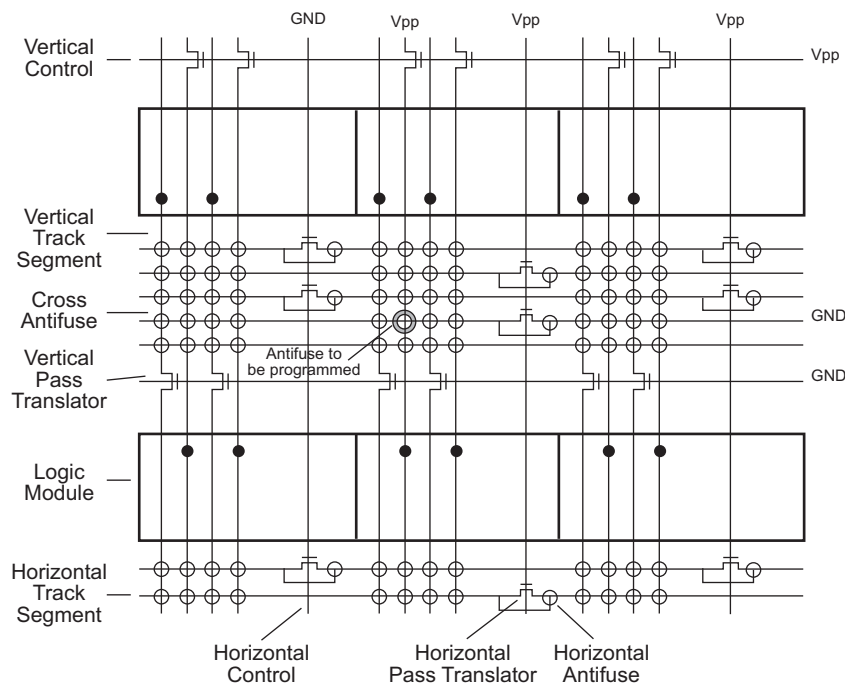 GND
Vpp
Vpp
Vpp
Vertical
Control
Vpp
Vertical
Track
Segment
Cross
Antifuse
GND
Antifuse to
be programmed
Vertical
Pass
Translator
GND
Logic
Module
Horizontal
Track
Segment
Horizontal
Control
Horizontal
Pass Translator
Horizontal
Antifuse